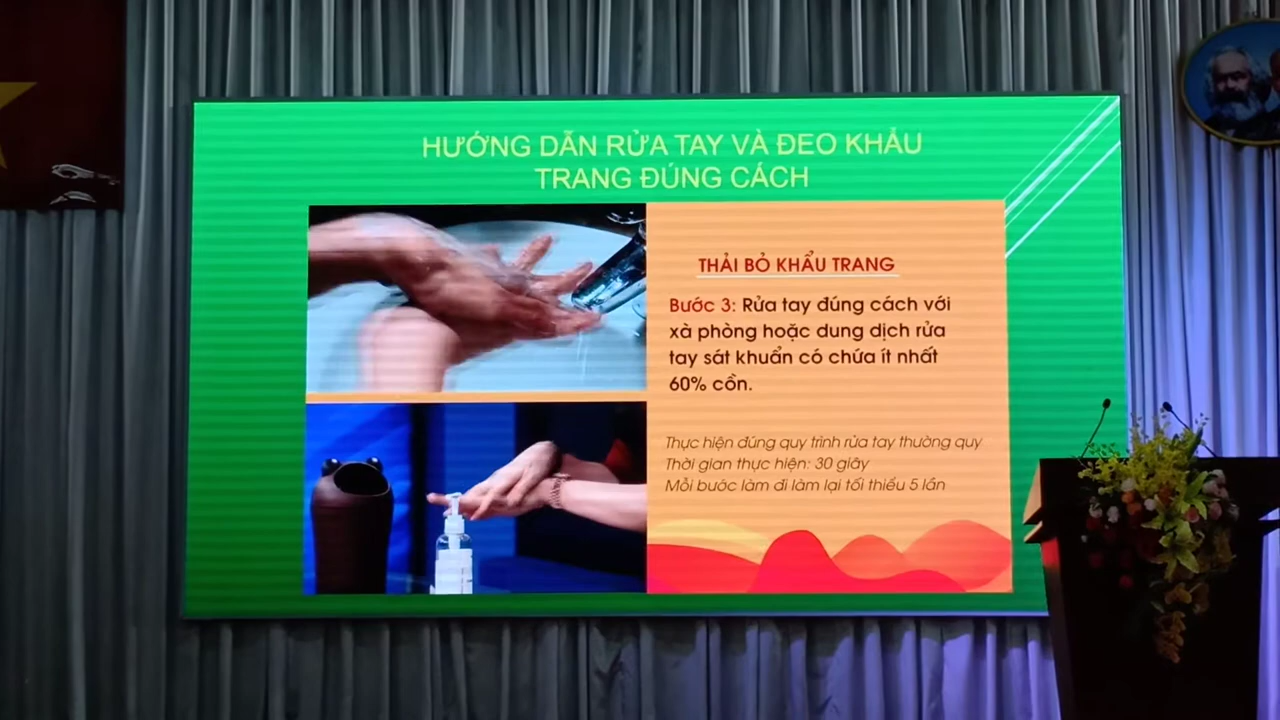 HƯỚNG DẪN RỬA TAY VÀ ĐEO KHẨU
TRANG ĐÚNG CÁCH
THẢI BỎ KHẨU TRANG
Bước 3: Rửa tay đúng cách với
xà phòng hoặc dung dịch rửa
tay sát khuẩn có chứa ít nhất
60% cồn.
Thực hiện đúng quy trình rửa tay thường quy
Thời gian thực hiện: 30 giây
Mỗi bước làm đi làm lại tối thiểu 5 lần